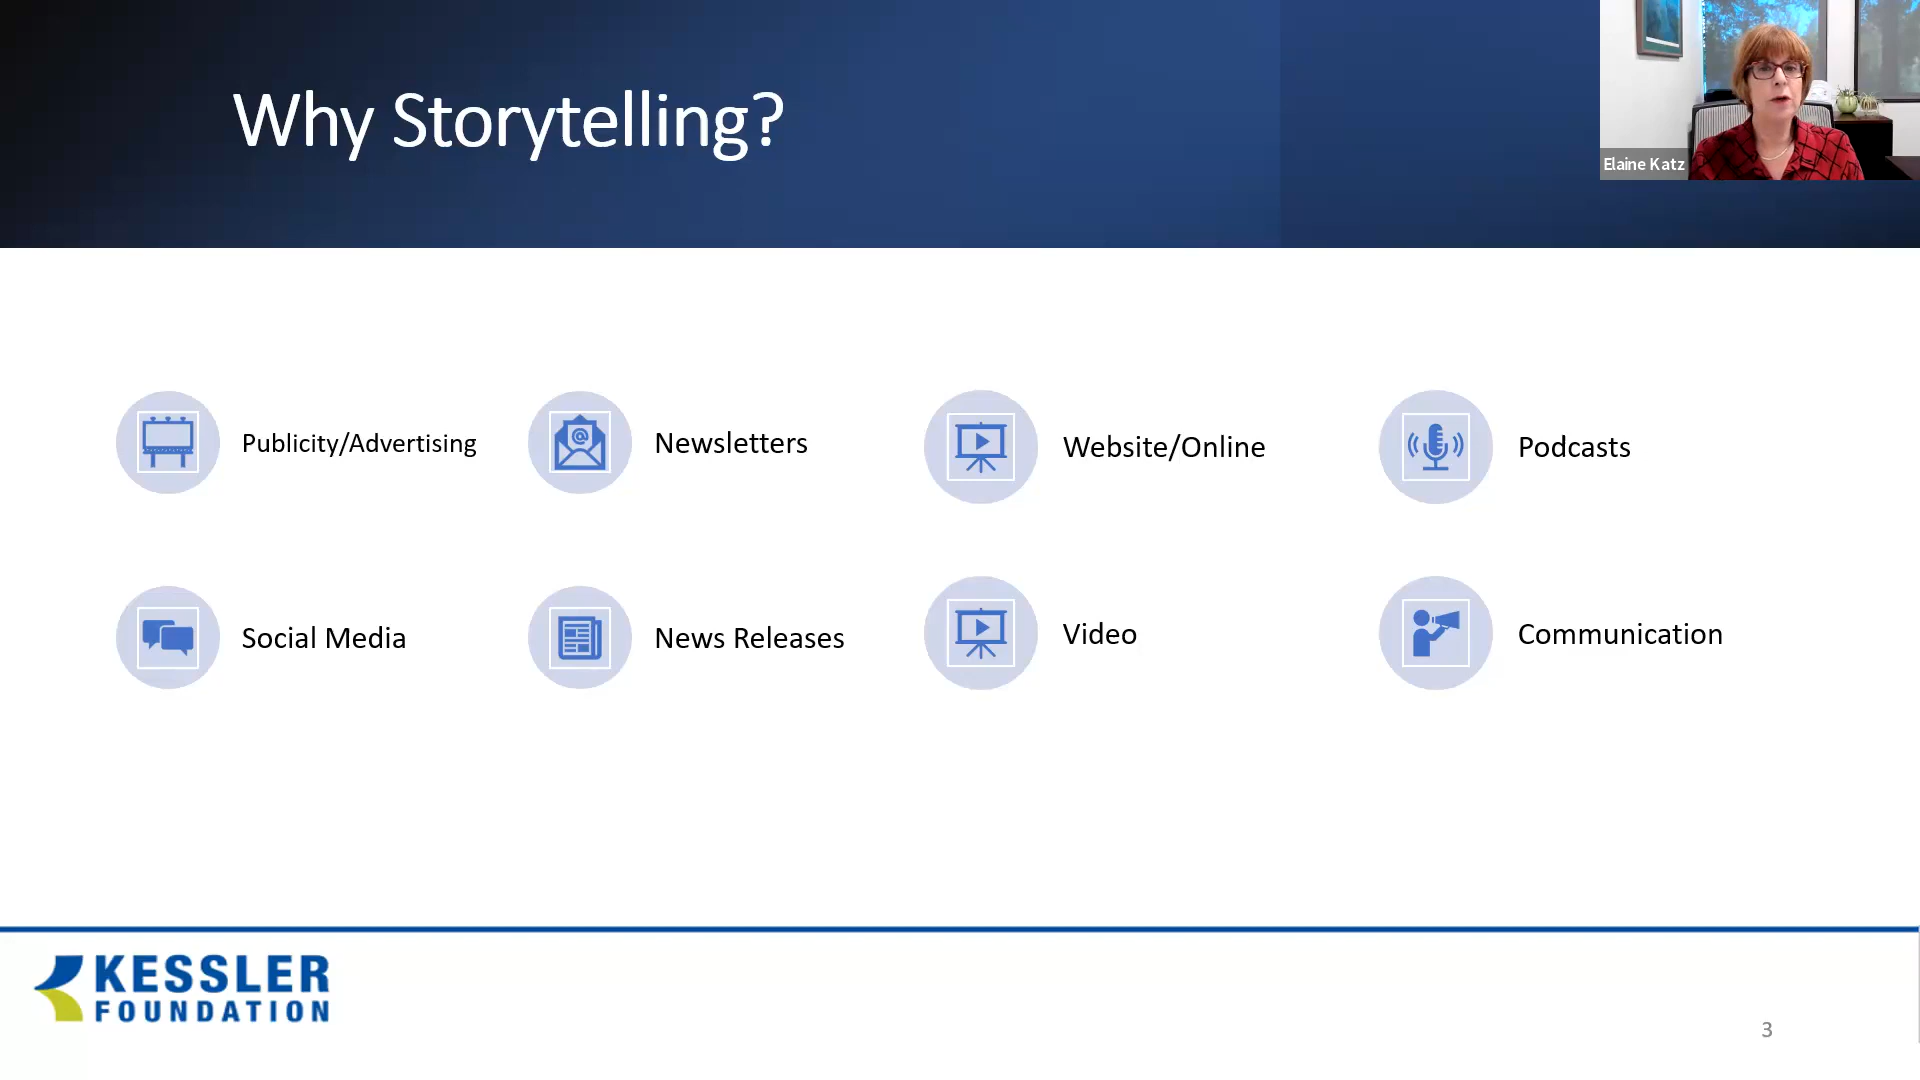 Why Storytelling?
Elaine Katz
Publicity/Advertising
Newsletters
Website/Online
Podcasts
Social Media
News Releases
Video
Communication
KESSLER
FOUNDATION
3